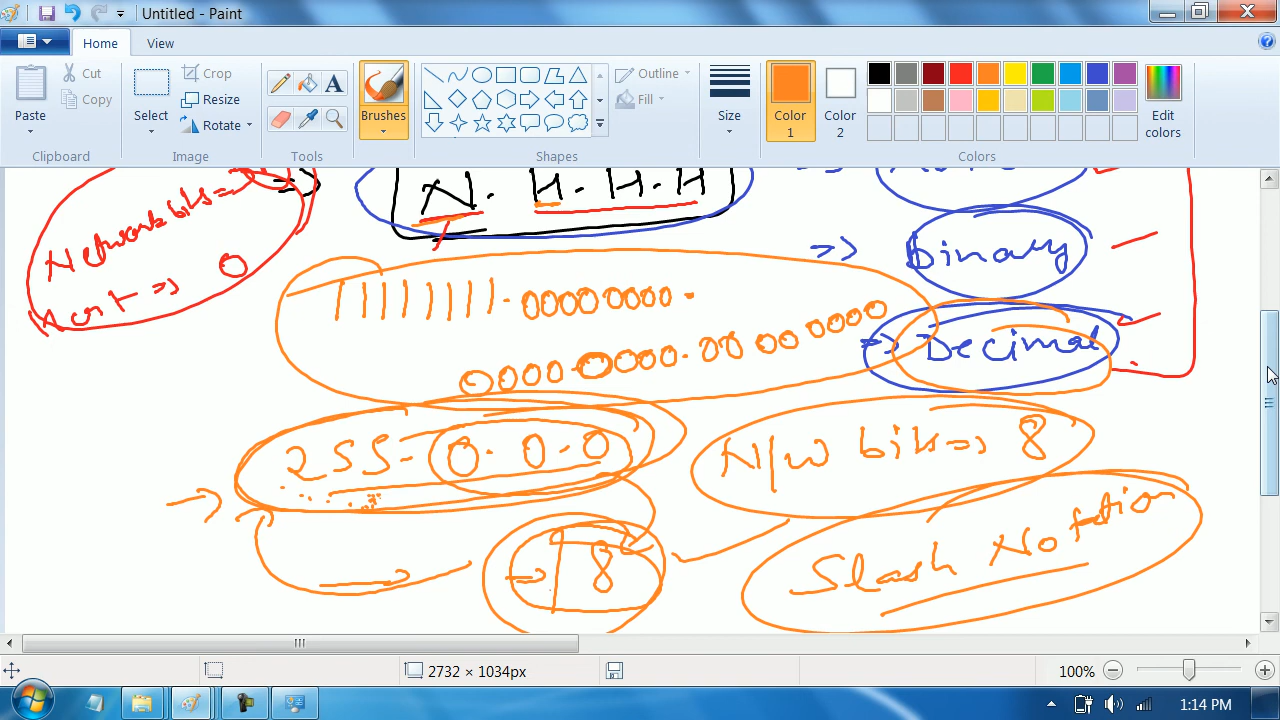 Untitled - Paint
Home View
Paste
Cut
Copy
Select
Crop
Resize
Rotate
Brushes
Outline
Fill
Size
Color 1
Color 2
Edit colors
Clipboard Image Tools Shapes Colors
N. H. H. H
Network bits =>
Host => 0
=> Binary
=> Decimal
11111111.00000000.
00000000.00000000
255.0.0.0
N/W bits => 8
=> /8
Slash Notation
2732 × 1034px
100%
1:14 PM